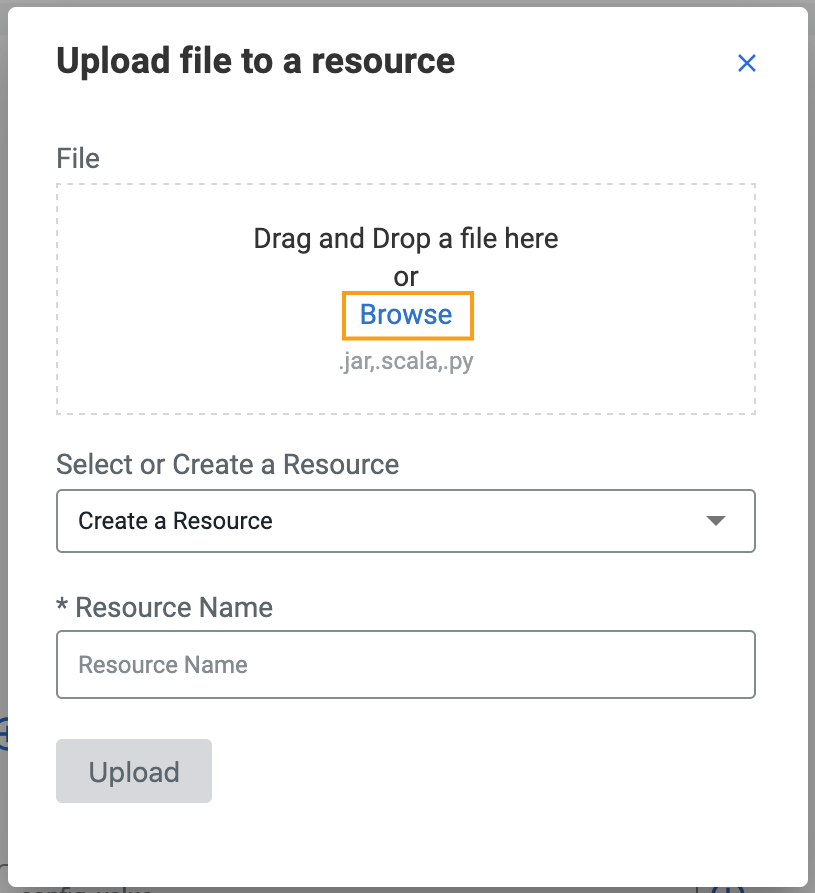 Upload file to a resource
File
Drag and Drop a file here
or
Browse
.jar,.scala,.py
Select or Create a Resource
Create a Resource
* Resource Name
Resource Name
Upload